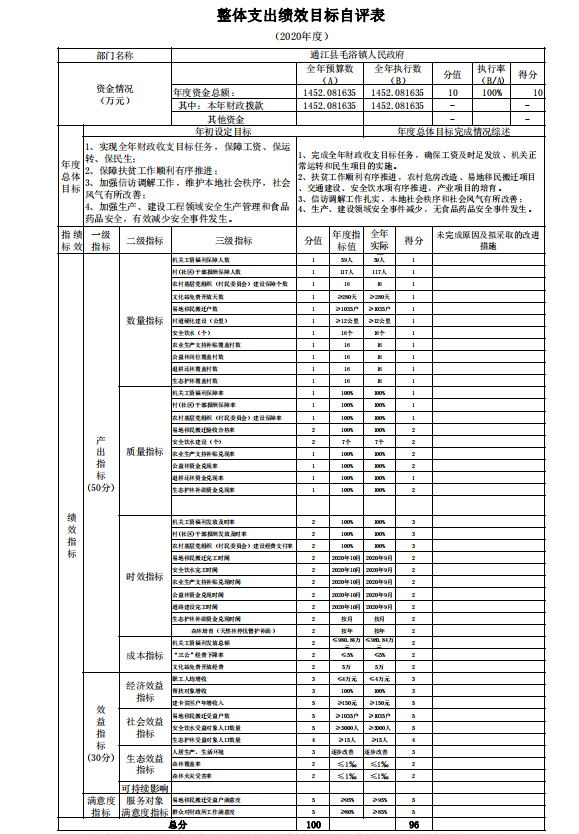 整体支出绩效目标自评表
（2020年度）
部门名称 通江县毛浴镇人民政府
资金情况（万元） 全年预算数（A） 全年执行数（B） 分值 执行率（B/A） 得分
年度资金总额： 1452.081635 1452.081635 10 100% 10
其中：本年财政拨款 1452.081635 1452.081635 － －
其他资金 － －
年度总体目标 年初设定目标 年度总体目标完成情况综述
1、实现全年财政收支目标任务，保障工资、保运
转、保民生；
2、保障扶贫工作顺利有序推进；
3、加强信访调解工作，维护本地社会秩序，社会
风气有所改善；
4、加强生产、建设工程领域安全生产管理和食品
药品安全，有效减少安全事件发生。
1、完成全年财政收支目标任务，确保工资及时足发放、机关正
常运转和民生项目的实施。
2、扶贫工作顺利有序推进，农村危房改造、易地移民搬迁项目
、交通建设、安全饮水项有序推进，产业项目的培育。
3、信访调解工作扎实，本地社会秩序和社会风气有所改善；
4、生产、建设领域安全事件减少，无食品药品安全事件发生。
绩效指标 一级指标 二级指标 三级指标 分值 年度指标值 全年实际 得分 未完成原因及拟采取的改进措施
绩效指标
产出指标(50分)
数量指标
机关工资福利保障人数 1 59人 59人 1
村(社区)干部报酬保障人数 1 117人 117人 1
农村基层党组织（村民委员会）建设保障个数 1 16 16 1
文化站免费开放天数 1 ≥280天 ≥280天 1
易地移民搬迁户数 1 ≥1035户 ≥1035户 1
村道硬化建设（公里） 1 ≥12公里 ≥12公里 1
安全饮水（个） 1 16个 16个 1
农业生产支持补贴覆盖村数 1 16 16 1
公益林岗位覆盖村数 1 16 16 1
退耕还林覆盖村数 1 16 16 1
生态护林覆盖村数 1 16 16 1
质量指标
机关工资福利保障率 1 100% 100% 1
村(社区)干部报酬保障率 1 100% 100% 1
农村基层党组织（村民委员会）建设保障率 1 100% 100% 1
易地移民搬迁验收合格率 2 100% 100% 2
安全饮水建设（个） 2 7个 7个 2
农业生产支持补贴兑现率 1 100% 100% 2
公益林资金兑现率 1 100% 100% 2
退耕还林资金兑现率 1 100% 100% 2
生态护林补助资金兑现率 1 100% 100% 2
时效指标
机关工资福利发放及时率 2 100% 100% 3
村(社区)干部报酬发放及时率 2 100% 100% 3
农村基层党组织（村民委员会）建设经费支付率 2 100% 100% 3
易地移民搬迁完工时间 2 2020年10月 2020年9月 2
安全饮水完工时间 2 2020年10月 2020年9月 2
农业生产支持补贴兑现时间 2 2020年10月 2020年9月 2
公益林资金兑现时间 2 2020年10月 2020年9月 2
道路建设完工时间 2 2020年10月 2020年9月 2
生态护林补助资金兑现时间 2 按月 按月 2
森林培育（天然林停伐管护补助） 2 按年 按年 2
成本指标
机关工资福利发放总额 2 ≤980.84万元 ≤980.84万元 2
“三公”经费下降率 2 ≤5% ≤5% 2
文化站免费开放经费 2 5万 5万 2
效益指标(30分)
经济效益指标
职工人均增收 3 ≤4万元 ≤4万元 3
帮扶对象增收 3 100% 100% 3
建卡贫困户年增收入 5 ≥150元 ≥150元 5
社会效益指标
易地移民搬迁受益户数 5 ≥1035户 ≥1035户 5
安全饮水受益对象人口数量 5 ≥3000人 ≥3000人 5
生态护林受益对象人口数量 4 ≥15人 ≥15人 4
生态效益指标
人居生产、生活环境 3 逐步改善 逐步改善 3
森林覆盖率 2 ≤1‰ ≤1‰ 2
森林火灾受害率 2 ≤1‰ ≤1‰ 2
可持续影响
满意度指标
服务对象满意度指标
易地移民搬迁受益户满意度 5 ≥95% ≥95% 5
群众对财政所工作满意度 5 ≥80% ≥85% 5
总分 100 96